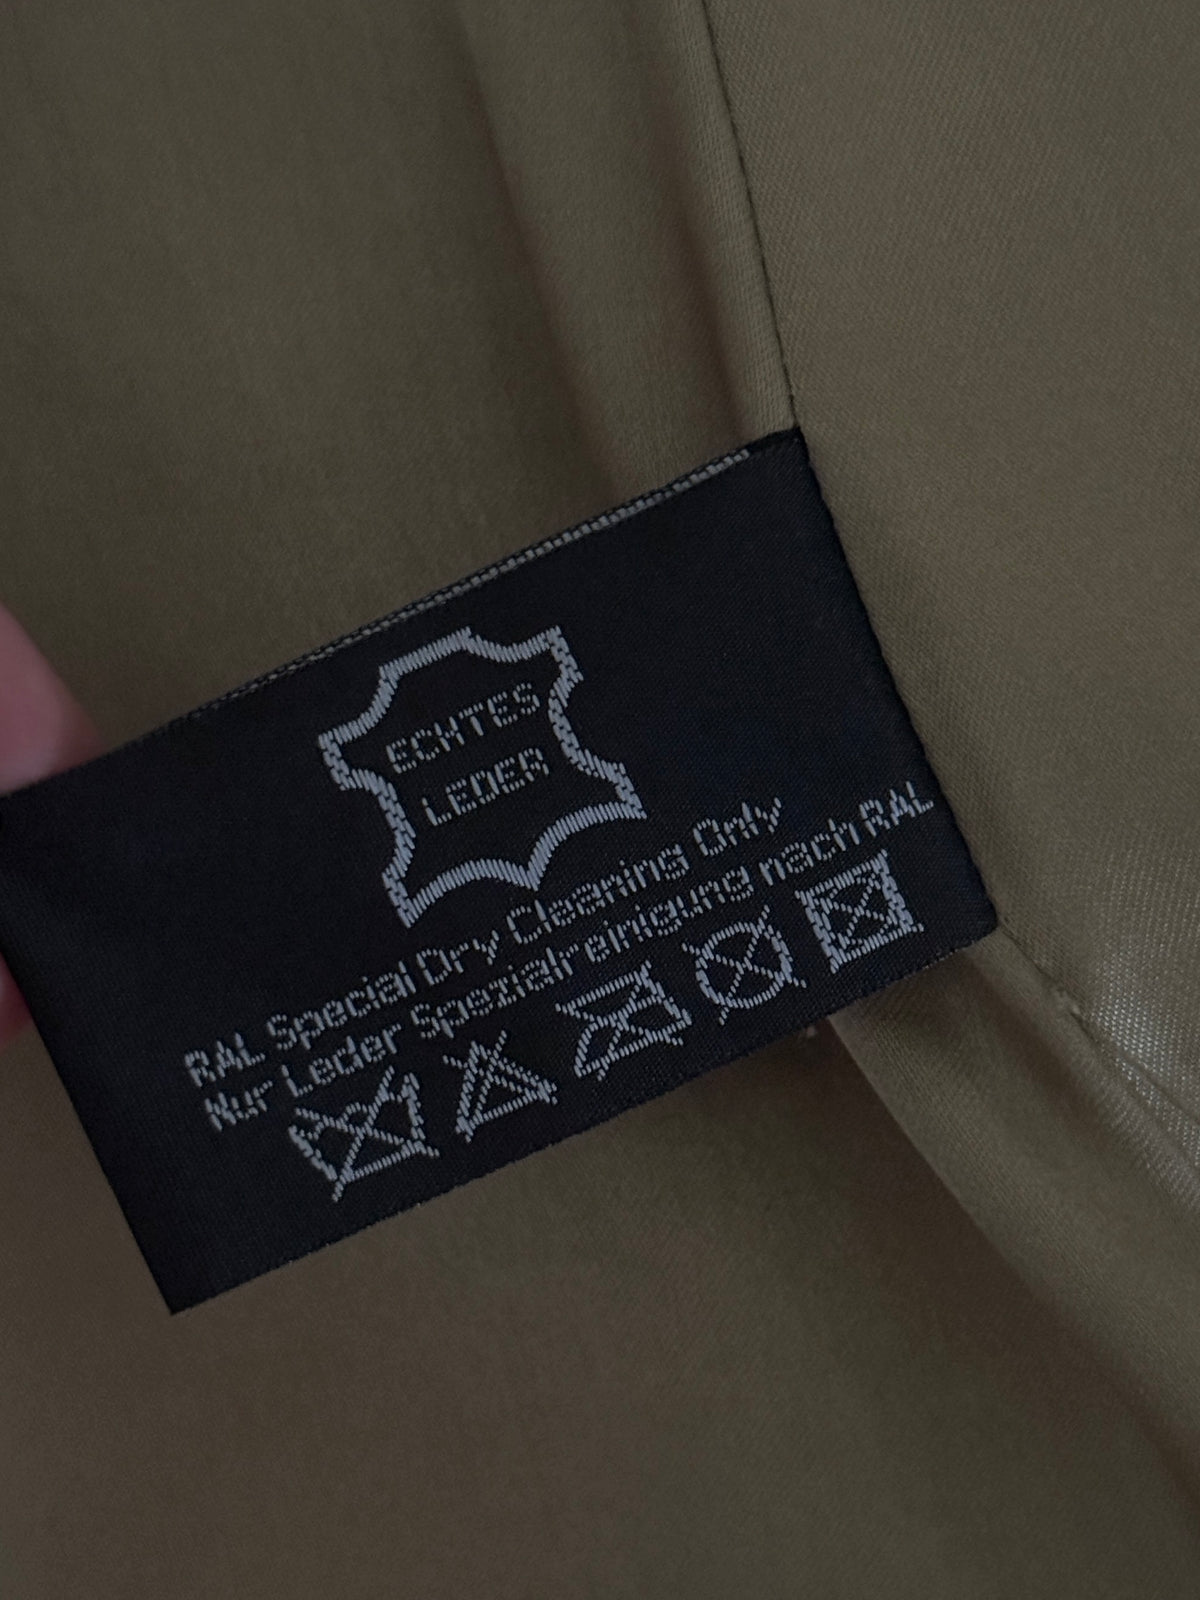 ECHTES
LEDER
RAL Special Dry Cleaning Only
Nur Leder Spezialreinigung nach RAL